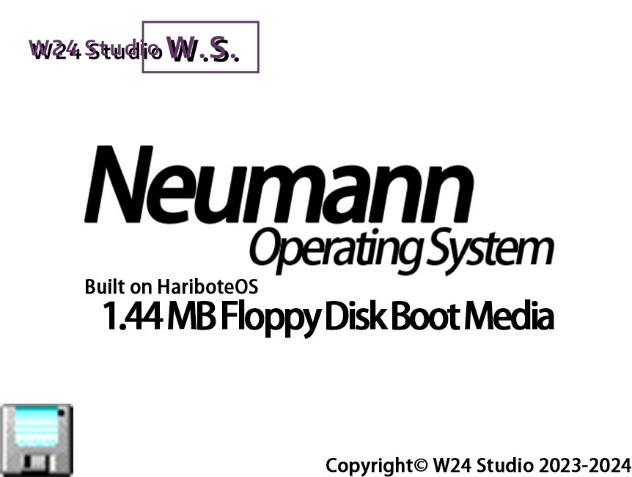 W24 Studio W.S.
Neumann
Operating System
Built on HariboteOS
1.44 MB Floppy Disk Boot Media
Copyright© W24 Studio 2023-2024